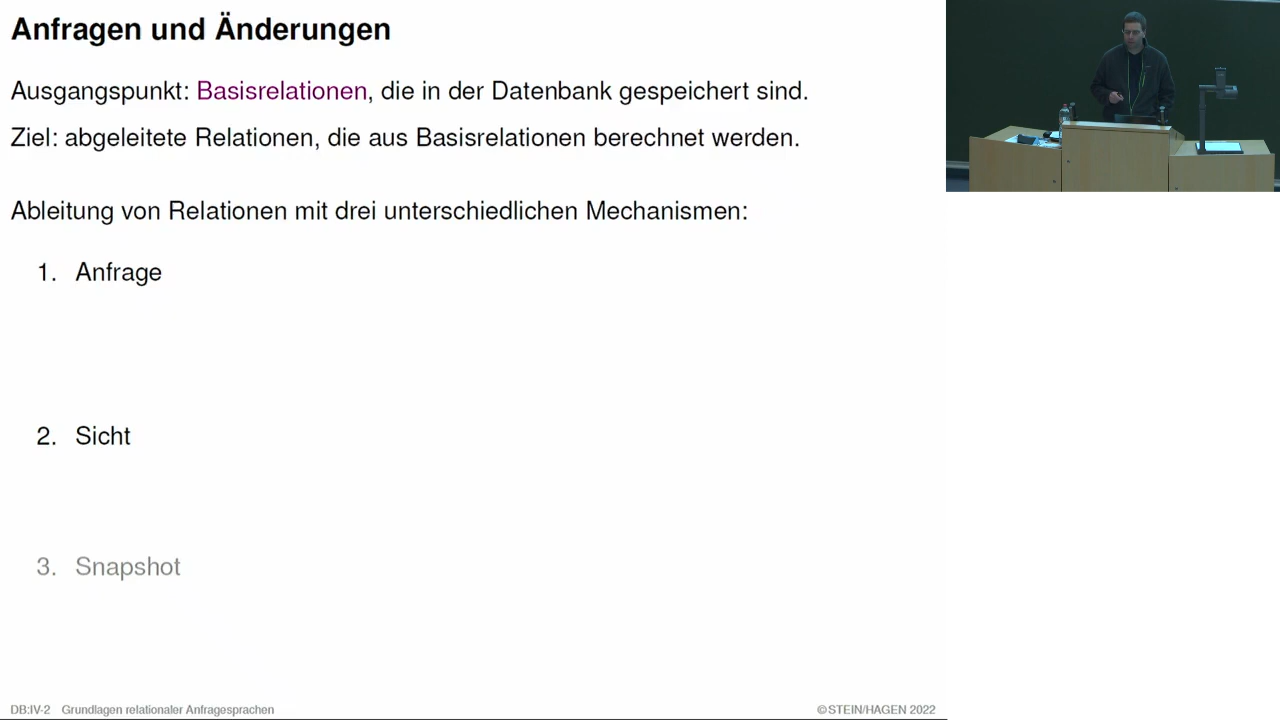 Anfragen und Änderungen
Ausgangspunkt: Basisrelationen, die in der Datenbank gespeichert sind.
Ziel: abgeleitete Relationen, die aus Basisrelationen berechnet werden.
Ableitung von Relationen mit drei unterschiedlichen Mechanismen:
1. Anfrage
2. Sicht
3. Snapshot
DB:IV-2 Grundlagen relationaler Anfragesprachen ©STEIN/HAGEN 2022